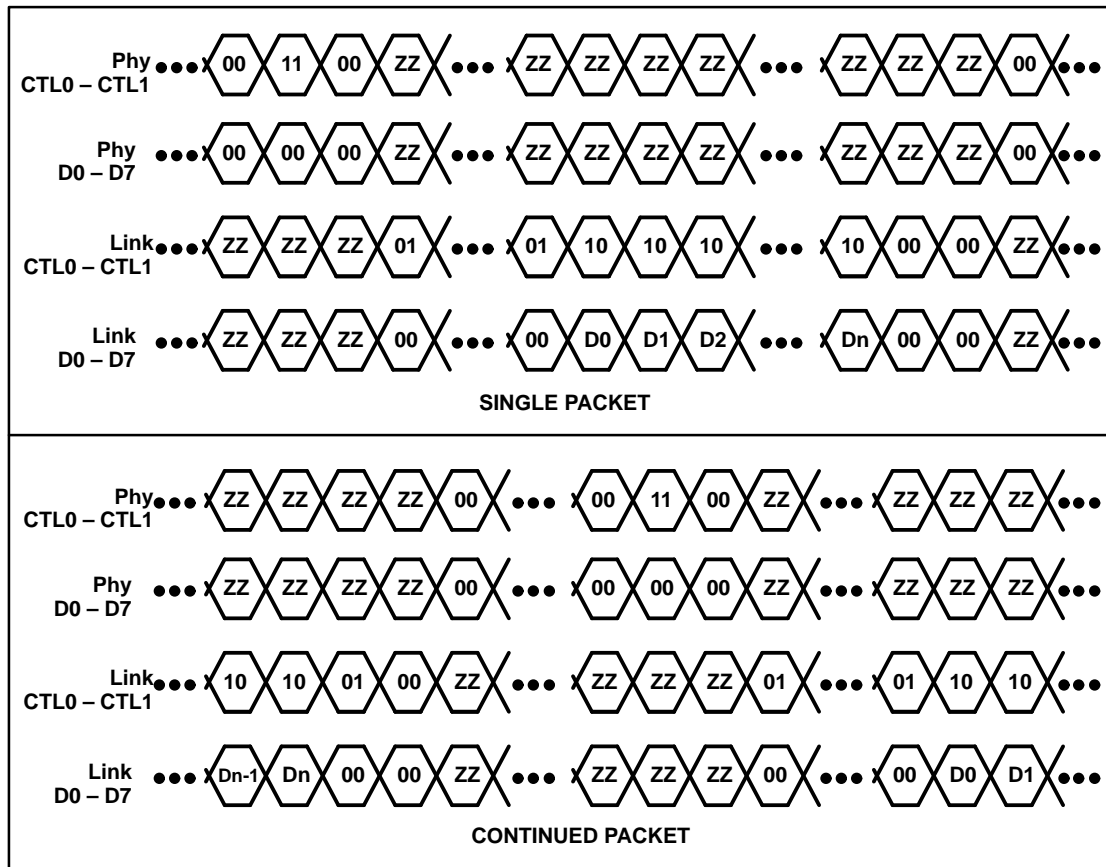 Phy
CTL0 – CTL1
00 11 00 ZZ ZZ ZZ ZZ ZZ ZZ ZZ ZZ 00
Phy
D0 – D7
00 00 00 ZZ ZZ ZZ ZZ ZZ ZZ ZZ ZZ 00
Link
CTL0 – CTL1
ZZ ZZ ZZ 01 01 10 10 10 10 00 00 ZZ
Link
D0 – D7
ZZ ZZ ZZ 00 00 D0 D1 D2 Dn 00 00 ZZ
SINGLE PACKET
Phy
CTL0 – CTL1
ZZ ZZ ZZ ZZ 00 00 11 00 ZZ ZZ ZZ ZZ
Phy
D0 – D7
ZZ ZZ ZZ ZZ 00 00 00 00 ZZ ZZ ZZ ZZ
Link
CTL0 – CTL1
10 10 01 00 ZZ ZZ ZZ ZZ 01 01 10 10
Link
D0 – D7
Dn-1 Dn 00 00 ZZ ZZ ZZ ZZ 00 00 D0 D1
CONTINUED PACKET